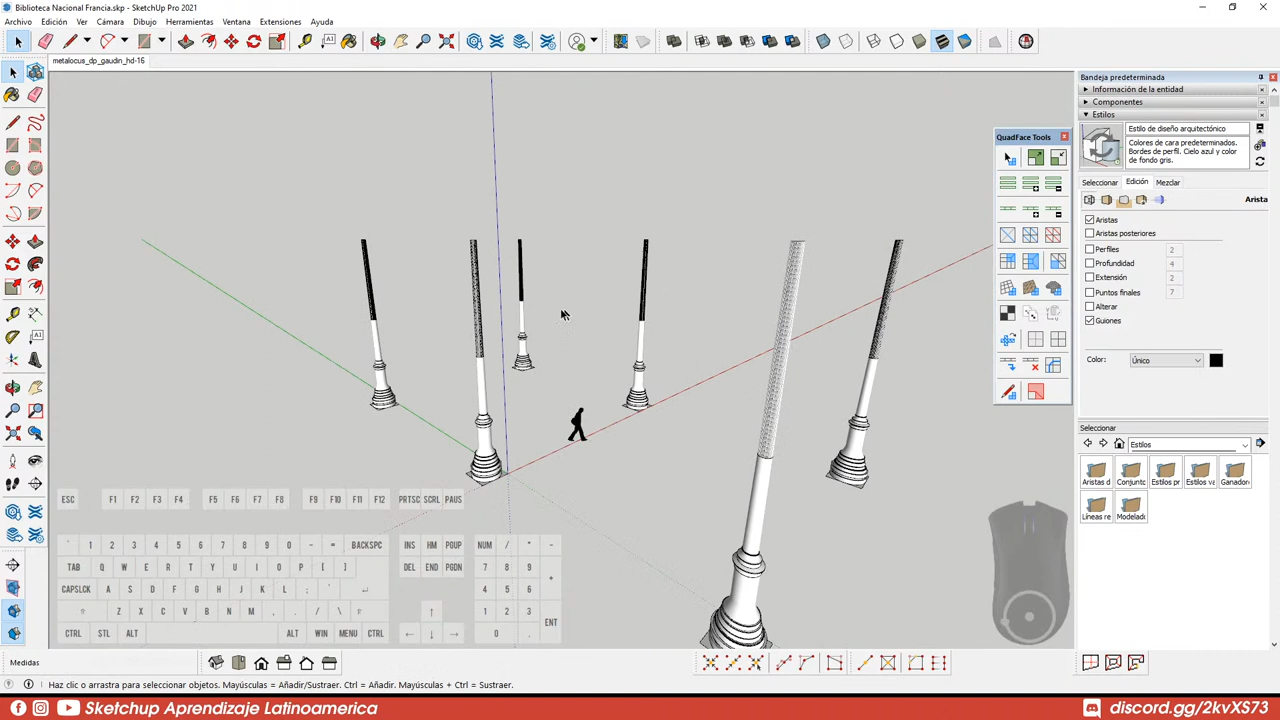 Biblioteca Nacional Francia.skp - SketchUp Pro 2021
Archivo Edición Ver Cámara Dibujo Herramientas Ventana Extensiones Ayuda
metalocus_dp_gaudin_hd-16
Bandeja predeterminada
Información de la entidad
Componentes
Estilos
Estilo de diseño arquitectónico
Colores de cara predeterminados.
Bordes de perfil. Cielo azul y color
de fondo gris.
Seleccionar Edición Mezclar
Arista
Aristas
Aristas posteriores
Perfiles 2
Profundidad 4
Extensión 2
Puntos finales 7
Alterar
Guiones
Color: Único
Seleccionar
Estilos
Aristas d Conjunto Estilos pr Estilos va Ganador
Líneas re Modelado
QuadFace Tools
ESC F1 F2 F3 F4 F5 F6 F7 F8 F9 F10 F11 F12 PRTSC SCRL PAUS
` 1 2 3 4 5 6 7 8 9 0 - = BACKSPC INS HM PGUP NUM / * -
TAB Q W E R T Y U I O P [ ] DEL END PGDN 7 8 9 +
CAPSLCK A S D F G H J K L ; ' 4 5 6
Z X C V B N M , . / \ 1 2 3 ENT
CTRL STL ALT ALT WIN MENU CTRL 0 .
Medidas
Haz clic o arrastra para seleccionar objetos. Mayúsculas = Añadir/Sustraer. Ctrl = Añadir. Mayúsculas + Ctrl = Sustraer.
Sketchup Aprendizaje Latinoamerica
discord.gg/2kvXS73